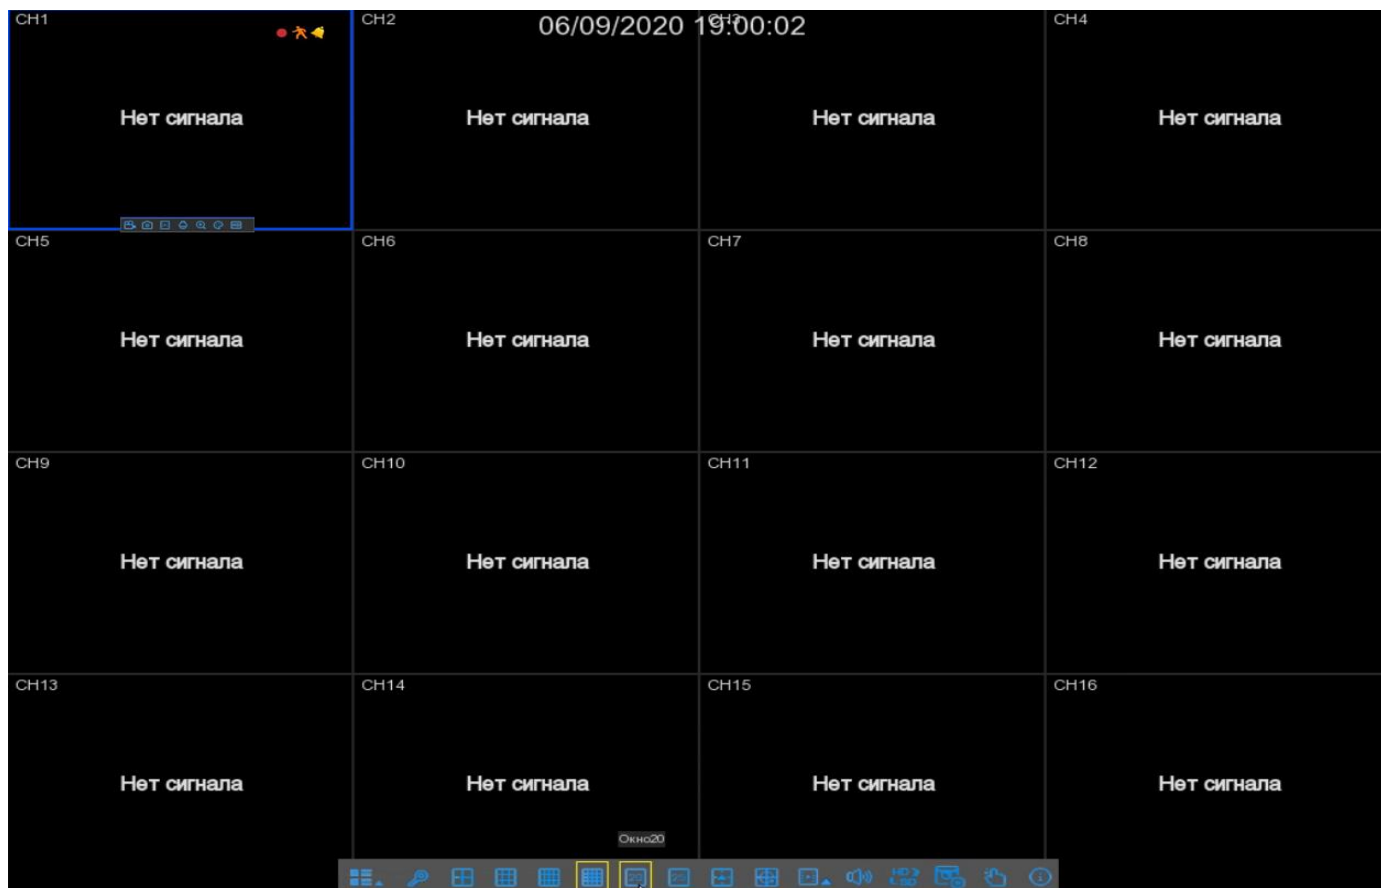 CH1
CH2
06/09/2020 19:00:02
CH3
CH4
Нет сигнала
Нет сигнала
Нет сигнала
Нет сигнала
CH5
CH6
CH7
CH8
Нет сигнала
Нет сигнала
Нет сигнала
Нет сигнала
CH9
CH10
CH11
CH12
Нет сигнала
Нет сигнала
Нет сигнала
Нет сигнала
CH13
CH14
CH15
CH16
Нет сигнала
Нет сигнала
Нет сигнала
Нет сигнала
Окно20